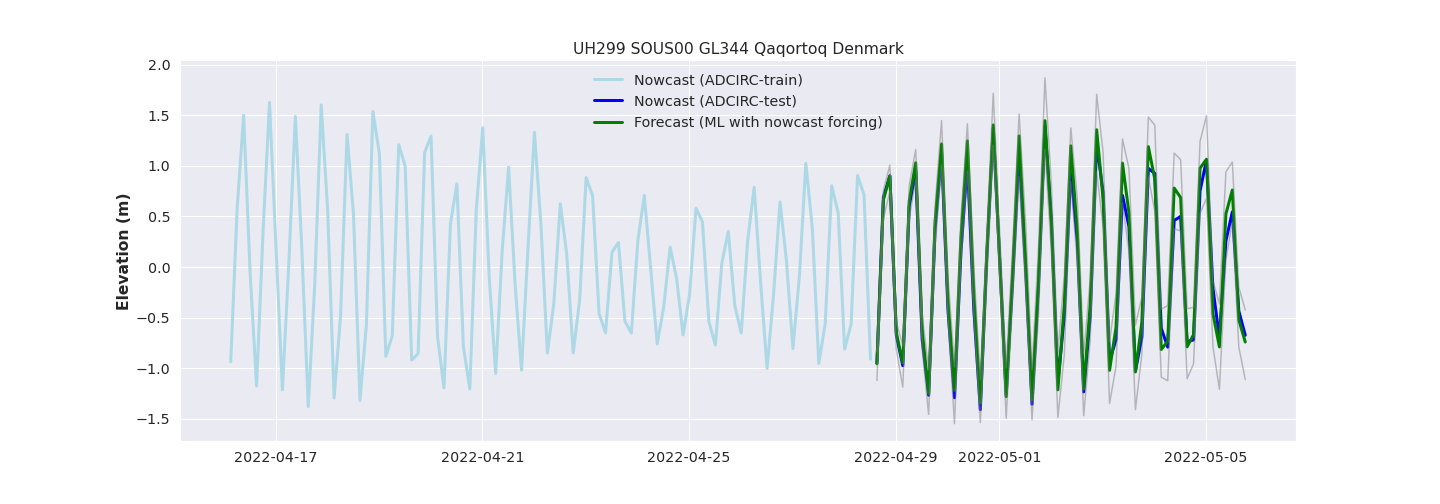 UH299 SOUS00 GL344 Qaqortoq Denmark
Nowcast (ADCIRC-train)
Nowcast (ADCIRC-test)
Forecast (ML with nowcast forcing)
Elevation (m)
2.0
1.5
1.0
0.5
0.0
−0.5
−1.0
−1.5
2022-04-17 2022-04-21 2022-04-25 2022-04-29 2022-05-01 2022-05-05